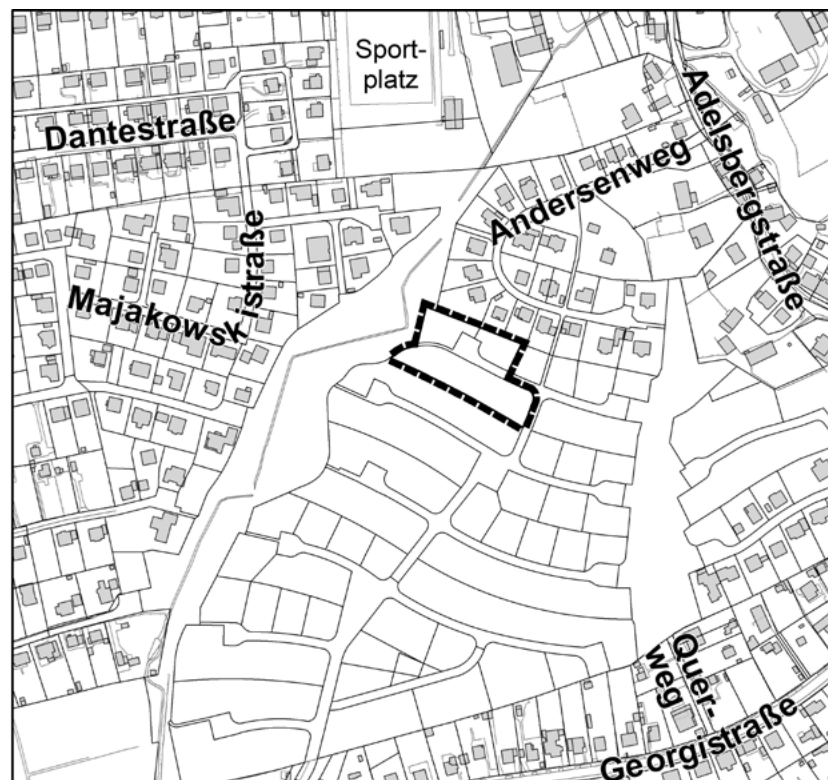 Sport-
platz
Dantestraße
Adelsbergstraße
Andersenweg
Majakowskistraße
Quer-
weg
Georgistraße